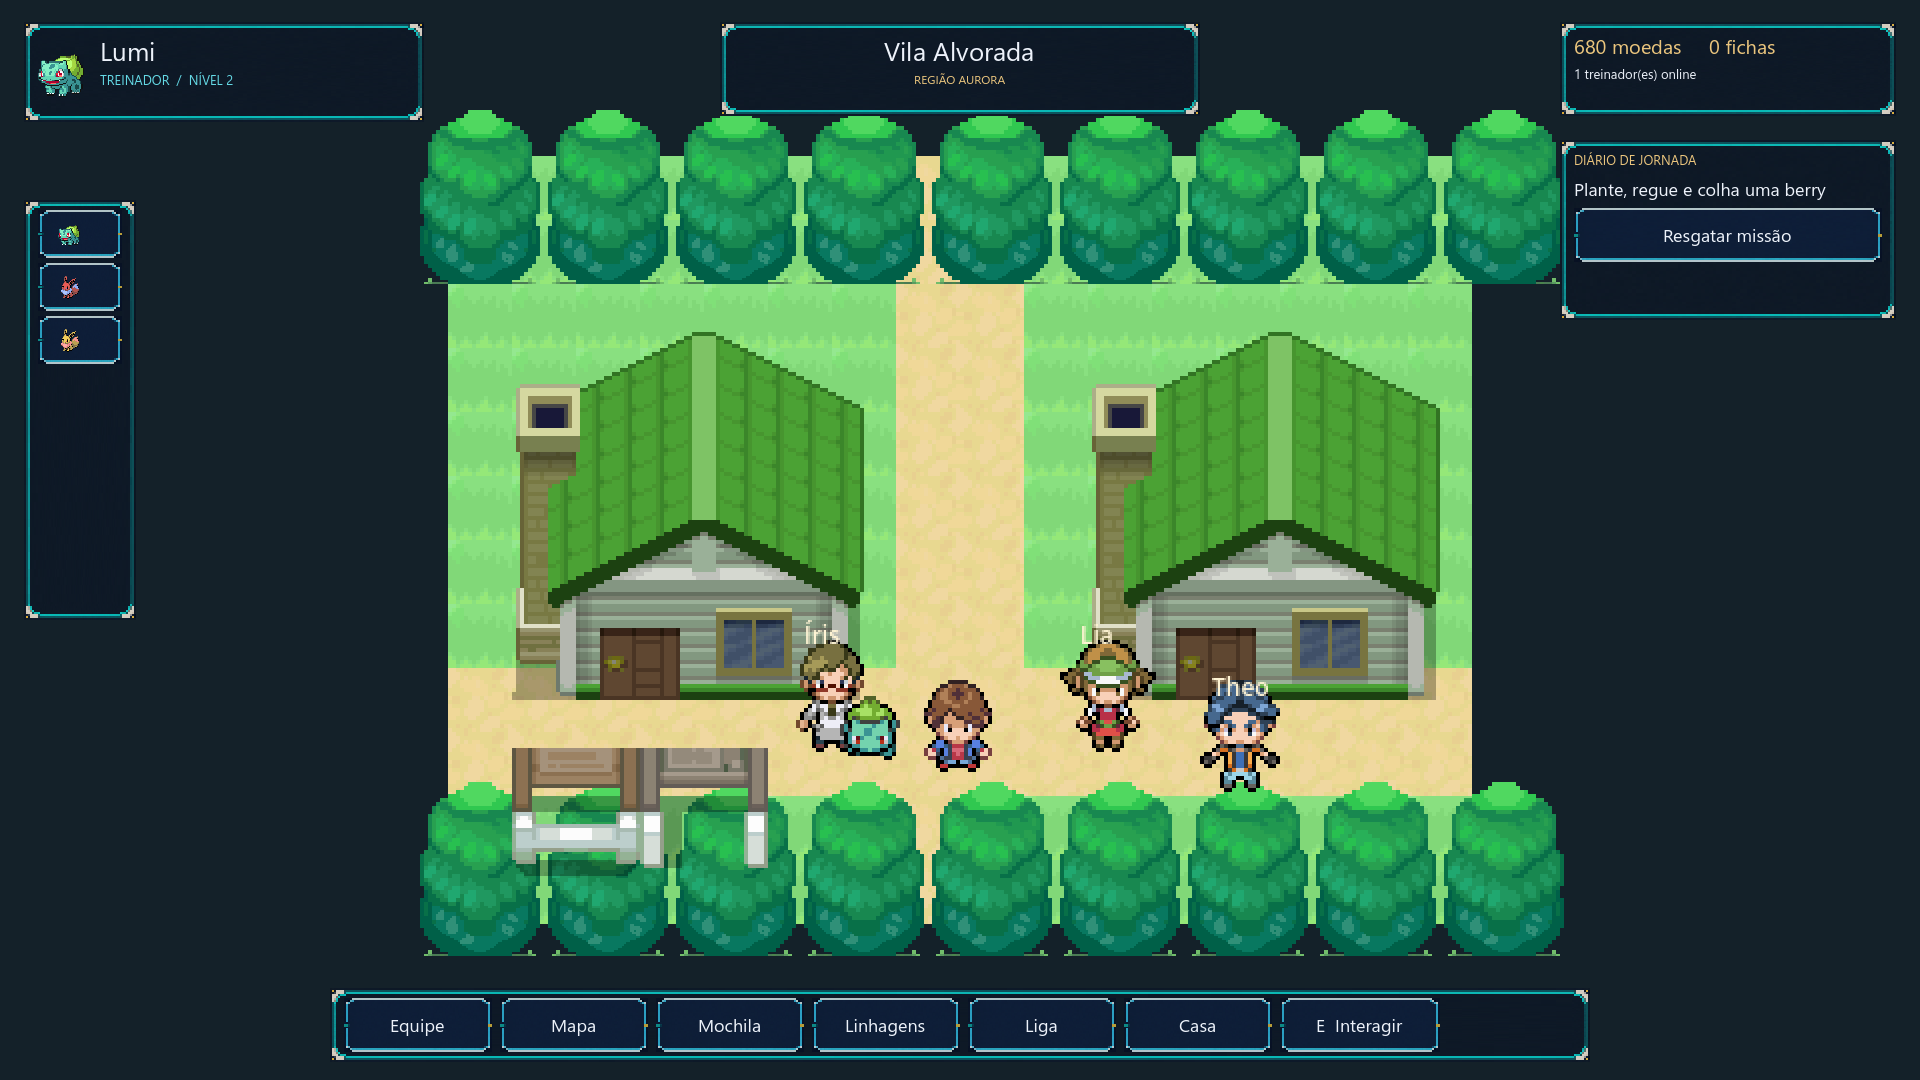 Lumi
TREINADOR / NÍVEL 2
Vila Alvorada
REGIÃO AURORA
680 moedas 0 fichas
1 treinador(es) online
DIÁRIO DE JORNADA
Plante, regue e colha uma berry
Resgatar missão
Íris
Lia
Theo
Equipe
Mapa
Mochila
Linhagens
Liga
Casa
E Interagir